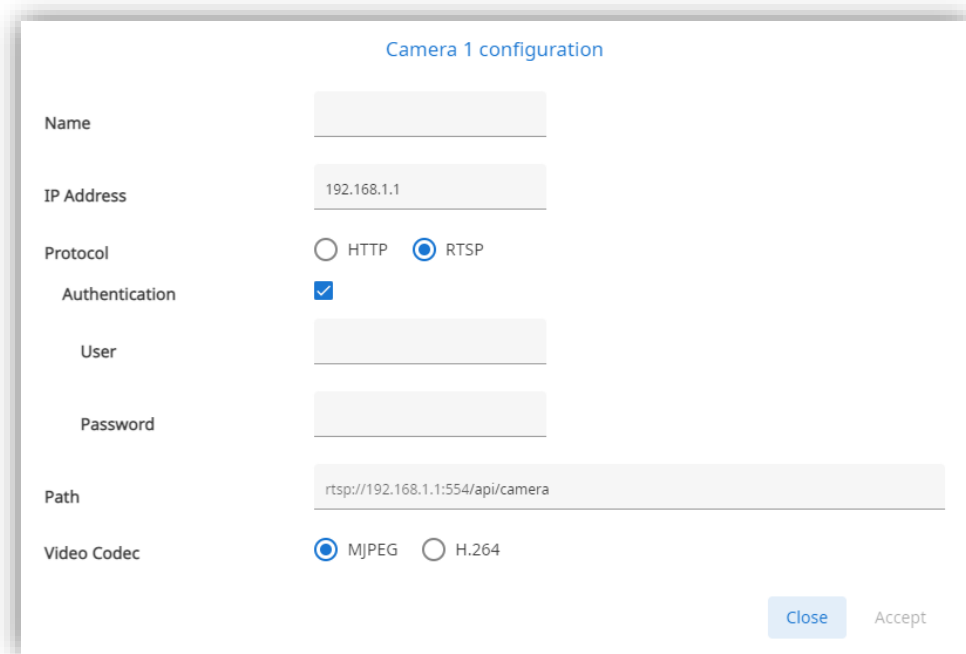 Camera 1 configuration
Name
IP Address 192.168.1.1
Protocol HTTP RTSP
Authentication
User
Password
Path rtsp://192.168.1.1:554/api/camera
Video Codec MJPEG H.264
Close Accept